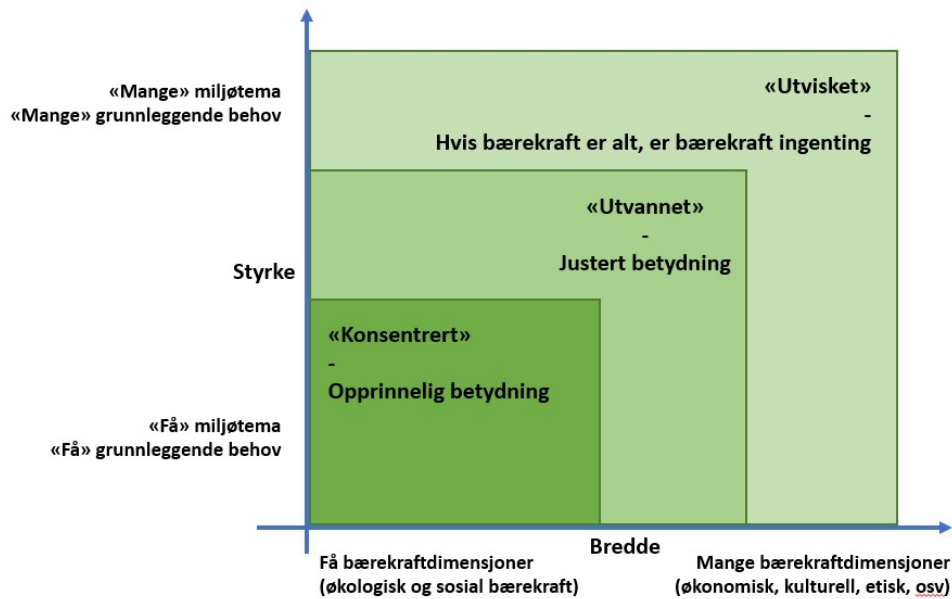 «Mange» miljøtema
«Mange» grunnleggende behov
«Utvisket»
-
Hvis bærekraft er alt, er bærekraft ingenting
«Utvannet»
-
Justert betydning
Styrke
«Konsentrert»
-
Opprinnelig betydning
«Få» miljøtema
«Få» grunnleggende behov
Bredde
Få bærekraftdimensjoner
(økologisk og sosial bærekraft)
Mange bærekraftdimensjoner
(økonomisk, kulturell, etisk, osv)